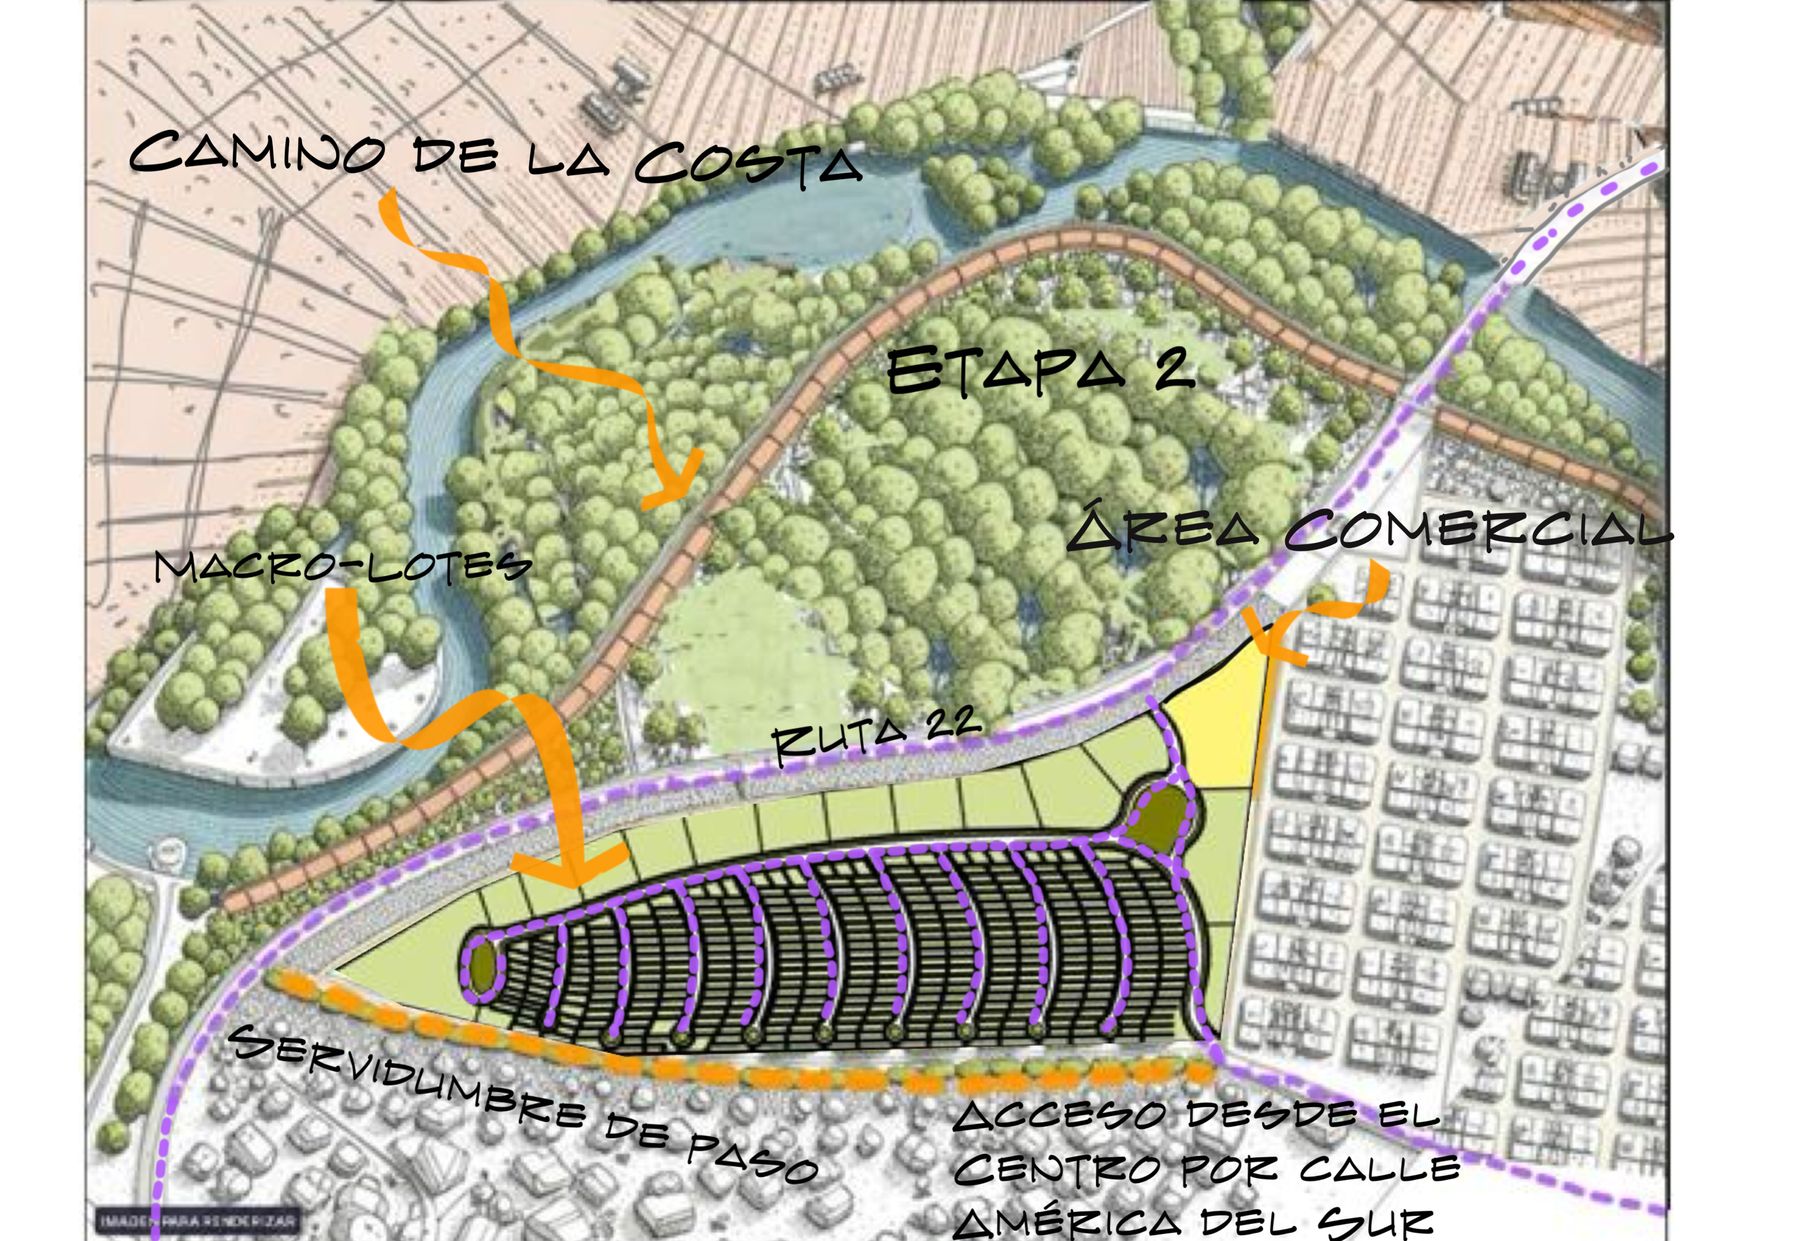 CAMINO DE LA COSTA
ETAPA 2
ÁREA COMERCIAL
MACRO-LOTES
RUTA 22
SERVIDUMBRE DE PASO
ACCESO DESDE EL
CENTRO POR CALLE
AMÉRICA DEL SUR
IMAGEN PARA RENDERIZAR